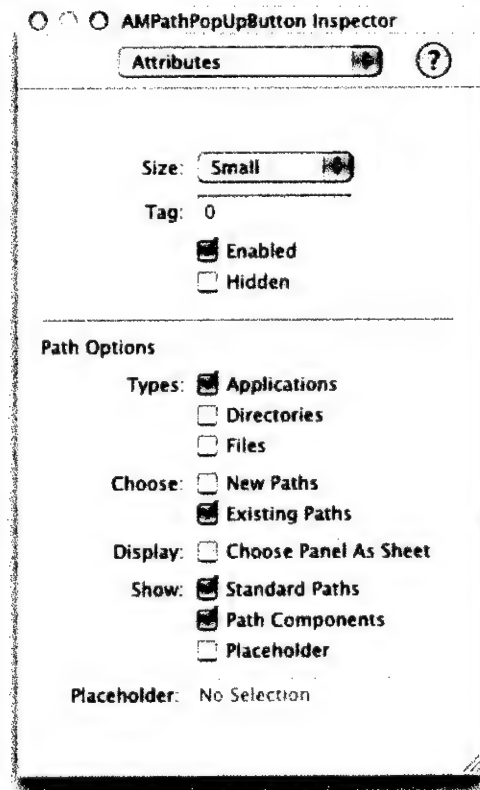 AMPathPopUpButton Inspector
Attributes
?
Size: Small
Tag: 0
Enabled
Hidden
Path Options
Types: Applications
Directories
Files
Choose: New Paths
Existing Paths
Display: Choose Panel As Sheet
Show: Standard Paths
Path Components
Placeholder
Placeholder: No Selection